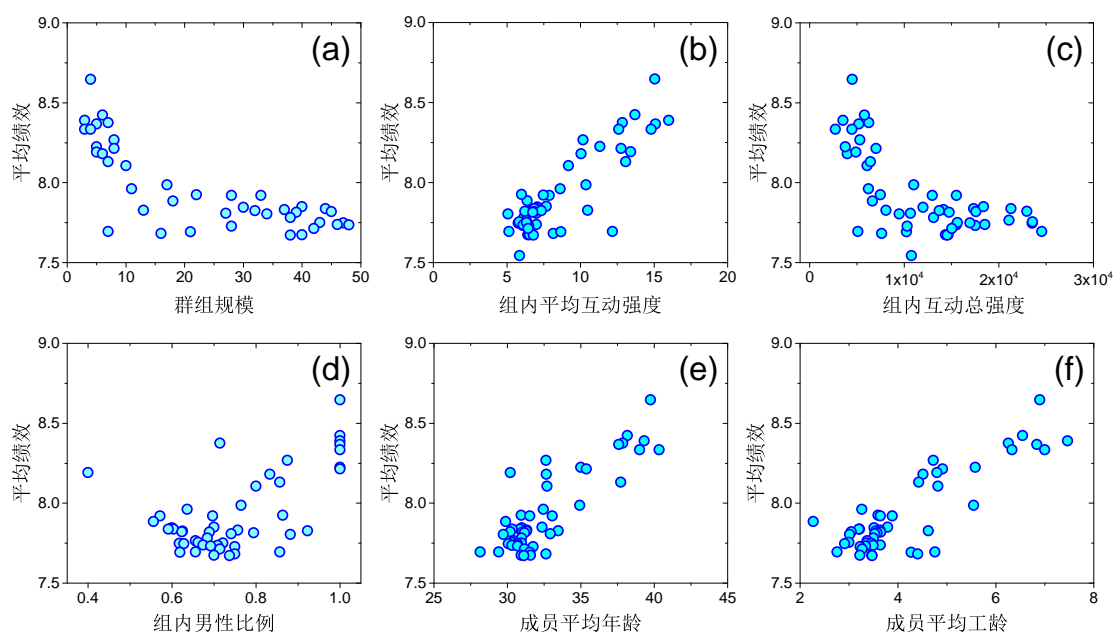 9.0
8.5
8.0
7.5
平均绩效
(a)
0 10 20 30 40 50
群组规模
9.0
8.5
8.0
7.5
平均绩效
(b)
0 5 10 15 20
组内平均互动强度
9.0
8.5
8.0
7.5
平均绩效
(c)
0 1x10⁴ 2x10⁴ 3x10⁴
组内互动总强度
9.0
8.5
8.0
7.5
平均绩效
(d)
0.4 0.6 0.8 1.0
组内男性比例
9.0
8.5
8.0
7.5
平均绩效
(e)
25 30 35 40 45
成员平均年龄
9.0
8.5
8.0
7.5
平均绩效
(f)
2 4 6 8
成员平均工龄